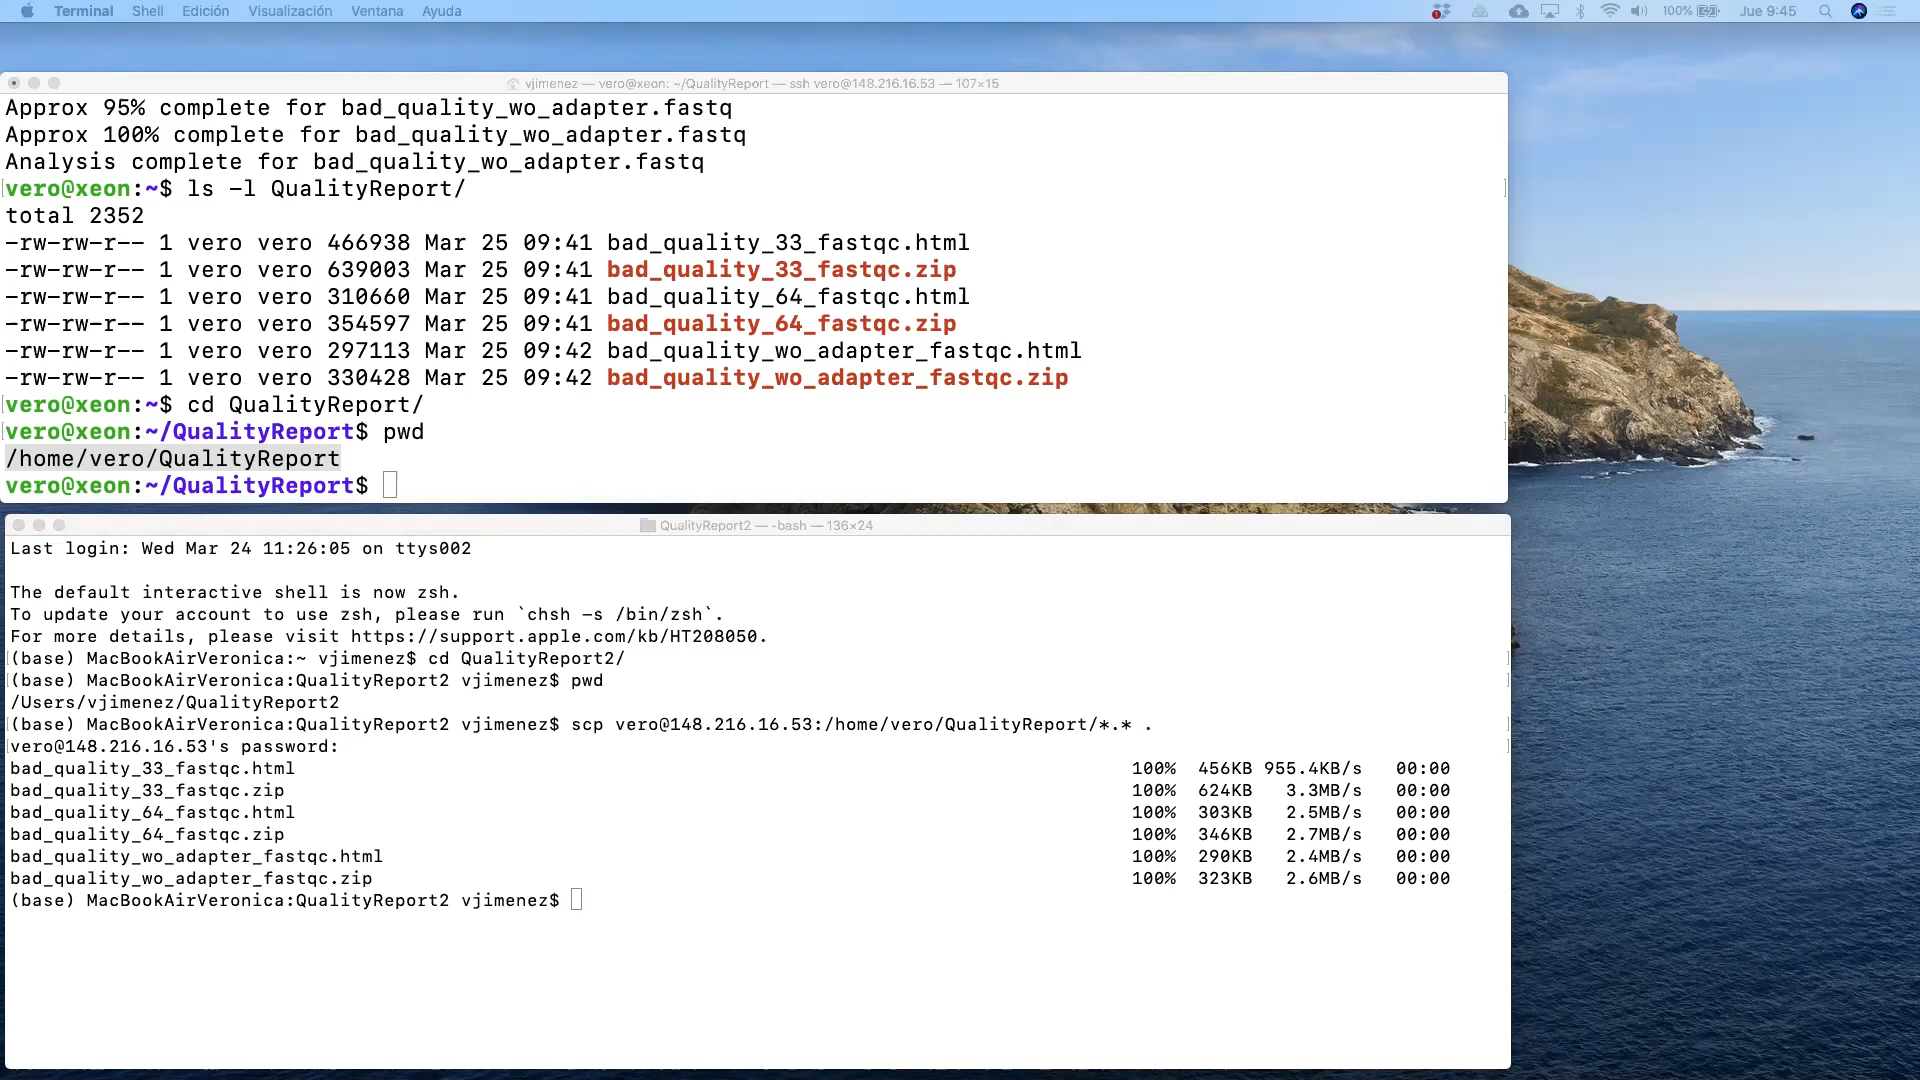 Terminal Shell Edición Visualización Ventana Ayuda 100% Jue 9:45
vjimenez — vero@xeon: ~/QualityReport — ssh vero@148.216.16.53 — 107×15
Approx 95% complete for bad_quality_wo_adapter.fastq
Approx 100% complete for bad_quality_wo_adapter.fastq
Analysis complete for bad_quality_wo_adapter.fastq
vero@xeon:~$ ls -l QualityReport/
total 2352
-rw-rw-r-- 1 vero vero 466938 Mar 25 09:41 bad_quality_33_fastqc.html
-rw-rw-r-- 1 vero vero 639003 Mar 25 09:41 bad_quality_33_fastqc.zip
-rw-rw-r-- 1 vero vero 310660 Mar 25 09:41 bad_quality_64_fastqc.html
-rw-rw-r-- 1 vero vero 354597 Mar 25 09:41 bad_quality_64_fastqc.zip
-rw-rw-r-- 1 vero vero 297113 Mar 25 09:42 bad_quality_wo_adapter_fastqc.html
-rw-rw-r-- 1 vero vero 330428 Mar 25 09:42 bad_quality_wo_adapter_fastqc.zip
vero@xeon:~$ cd QualityReport/
vero@xeon:~/QualityReport$ pwd
/home/vero/QualityReport
vero@xeon:~/QualityReport$
QualityReport2 — -bash — 136×24
Last login: Wed Mar 24 11:26:05 on ttys002
The default interactive shell is now zsh.
To update your account to use zsh, please run `chsh -s /bin/zsh`.
For more details, please visit https://support.apple.com/kb/HT208050.
(base) MacBookAirVeronica:~ vjimenez$ cd QualityReport2/
(base) MacBookAirVeronica:QualityReport2 vjimenez$ pwd
/Users/vjimenez/QualityReport2
(base) MacBookAirVeronica:QualityReport2 vjimenez$ scp vero@148.216.16.53:/home/vero/QualityReport/*.* .
vero@148.216.16.53's password:
bad_quality_33_fastqc.html 100% 456KB 955.4KB/s 00:00
bad_quality_33_fastqc.zip 100% 624KB 3.3MB/s 00:00
bad_quality_64_fastqc.html 100% 303KB 2.5MB/s 00:00
bad_quality_64_fastqc.zip 100% 346KB 2.7MB/s 00:00
bad_quality_wo_adapter_fastqc.html 100% 290KB 2.4MB/s 00:00
bad_quality_wo_adapter_fastqc.zip 100% 323KB 2.6MB/s 00:00
(base) MacBookAirVeronica:QualityReport2 vjimenez$